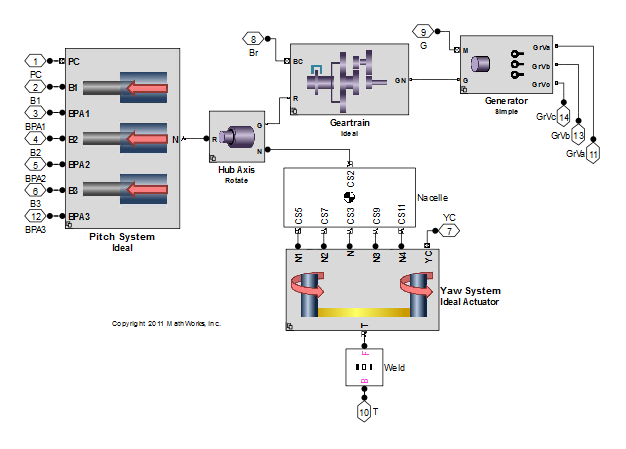 1
PC
2
B1
3
BPA1
4
B2
5
BPA2
6
B3
12
BPA3
PC
B1
BPA1
B2
BPA2
B3
BPA3
N
Pitch System
Ideal
R
G
N
Hub Axis
Rotate
8
Br
BC
R
GN
Geartrain
Ideal
9
G
M
G
GrVa
GrVb
GrVc
Generator
Simple
14
GrVc
13
GrVb
11
GrVa
R
CS2
Nacelle
CS5
CS7
CS3
CS9
CS11
YC
7
N1
N2
N
N3
N4
YC
Yaw System
Ideal Actuator
T
R
F
Weld
B
10
T
Copyright 2011 MathWorks, Inc.